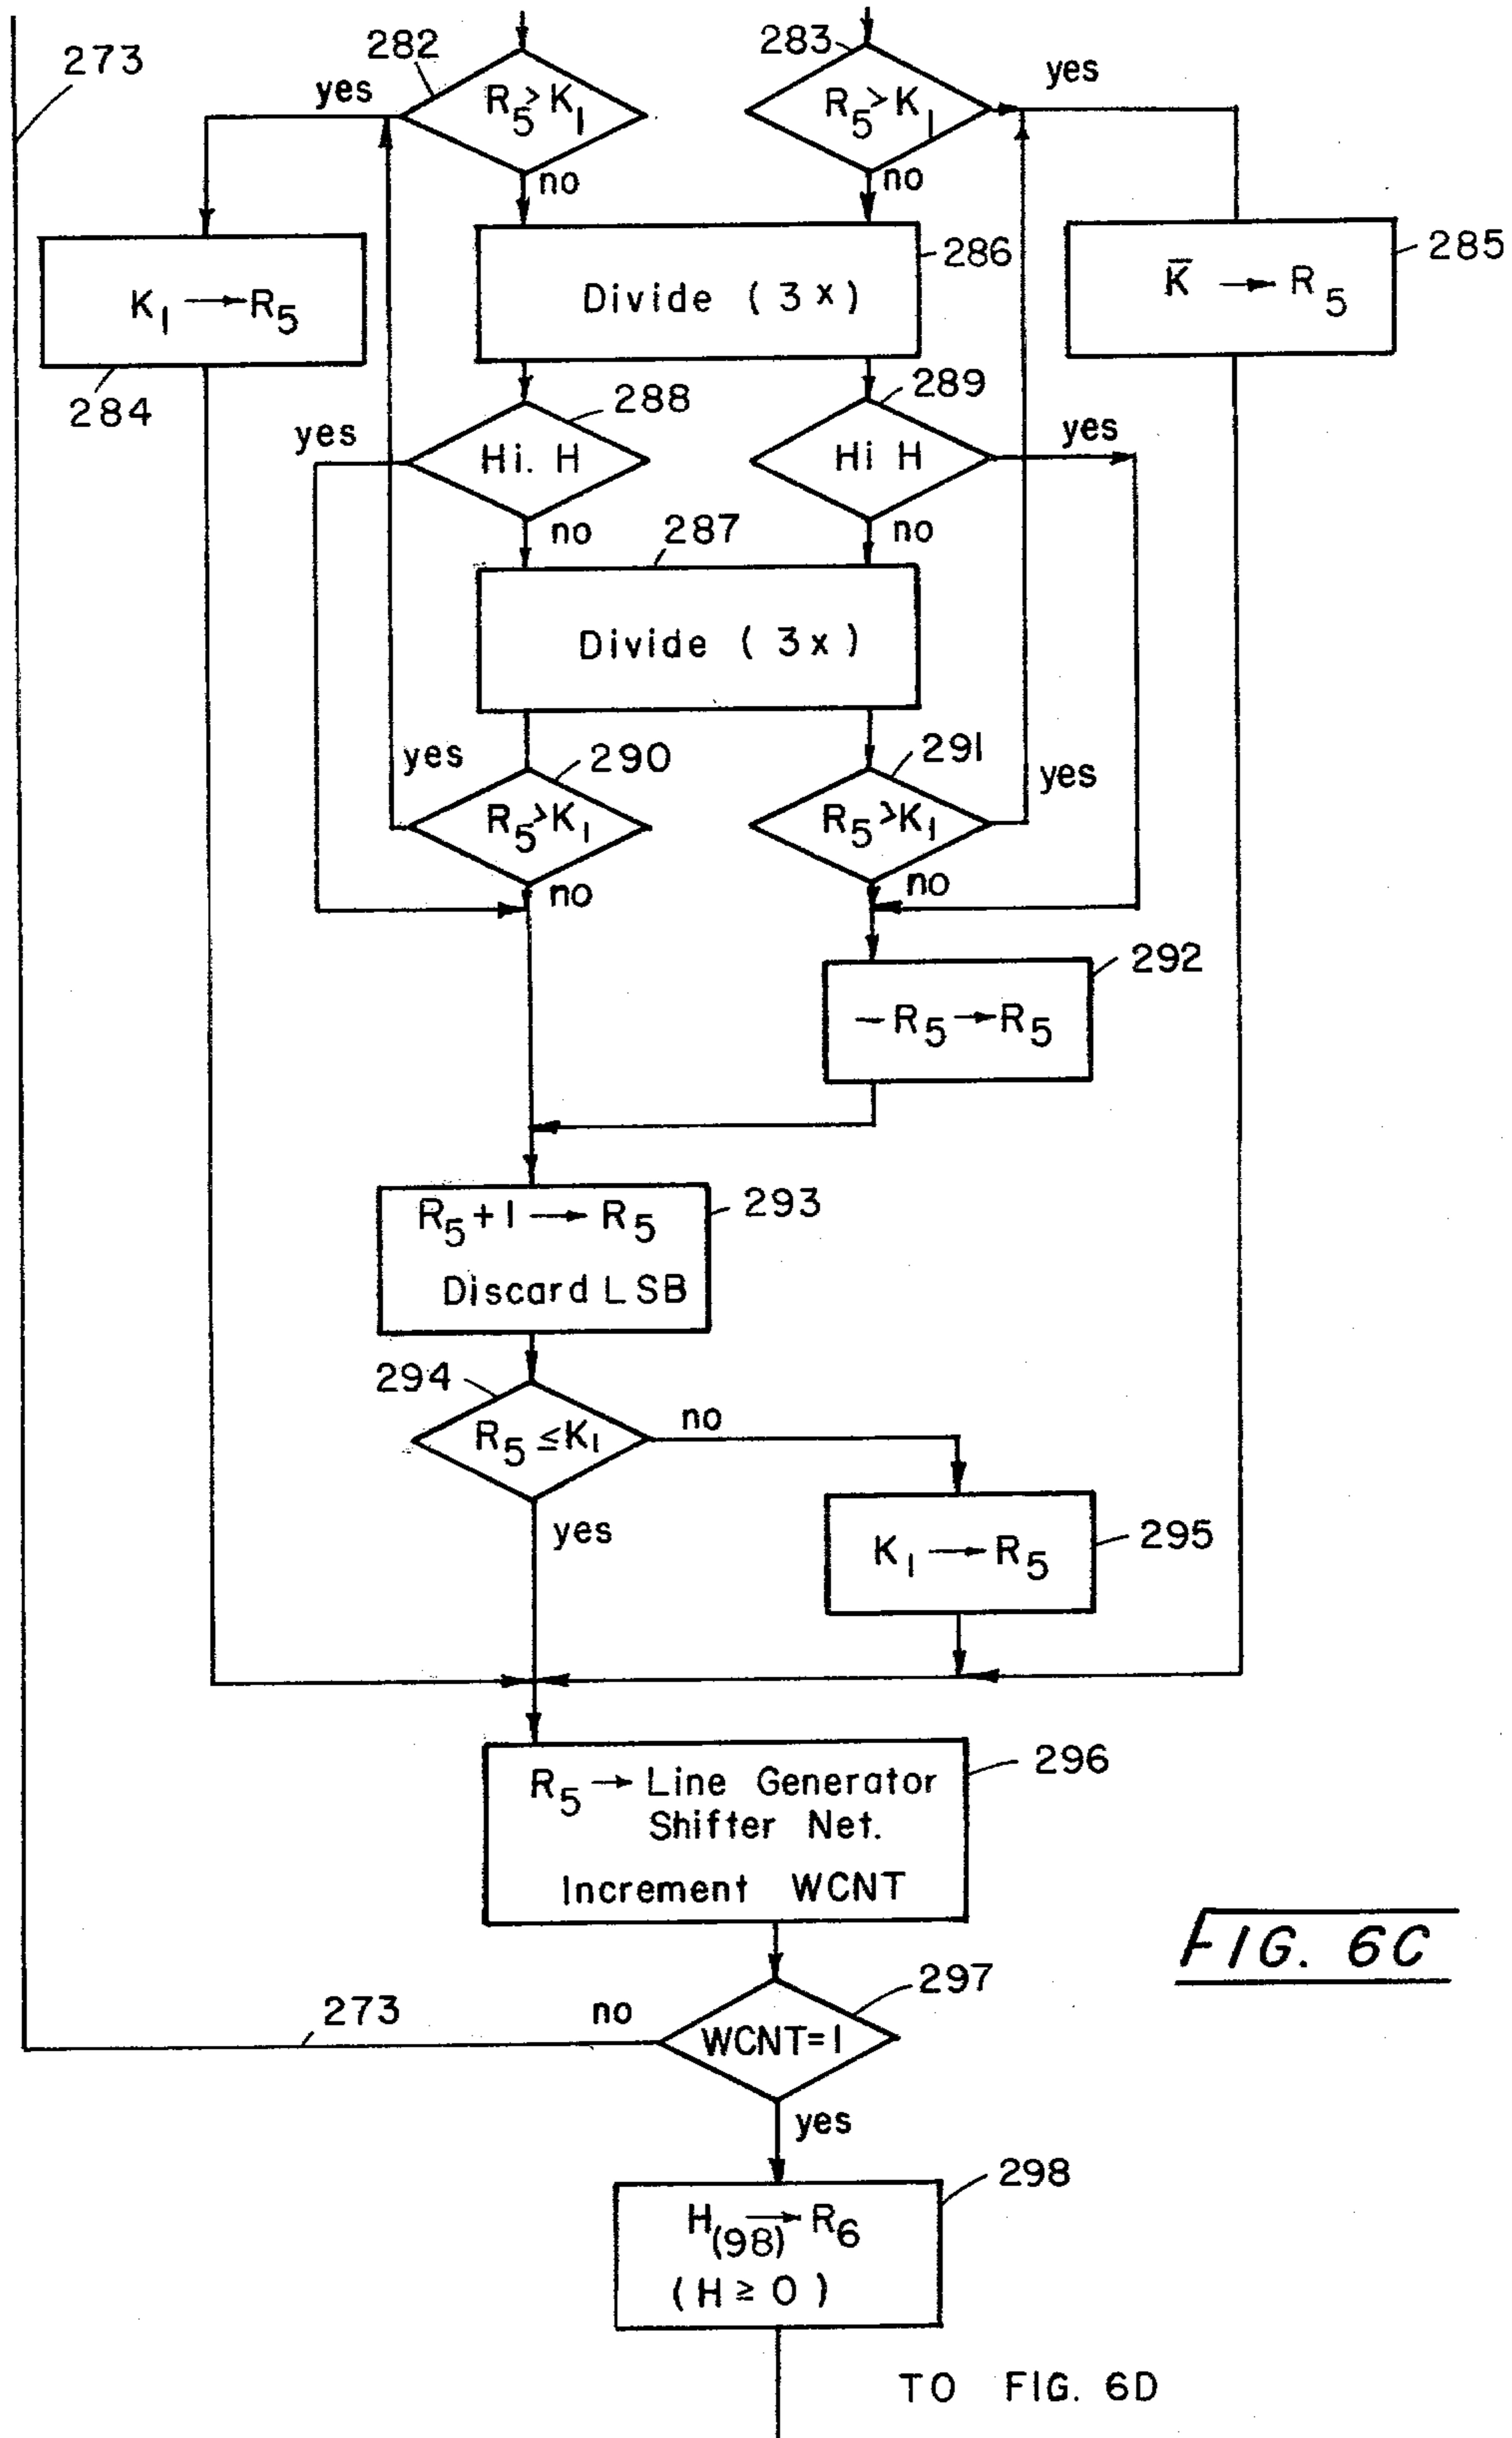 273
282
283
yes
R5>K1
R5>K1
yes
no
no
K1 → R5
284
Divide ( 3 x )
286
K̄ → R5
285
288
289
yes
Hi. H
Hi H
yes
no
287
no
Divide ( 3 x )
yes
290
291
yes
R5>K1
R5>K1
no
no
292
— R5 → R5
R5 + 1 → R5
Discard LSB
293
294
R5 ≤ K1
no
yes
K1 → R5
295
R5 → Line Generator
Shifter Net.
Increment WCNT
296
FIG. 6C
297
273
no
WCNT=1
yes
298
H(98) → R6
( H ≥ 0 )
TO FIG. 6D